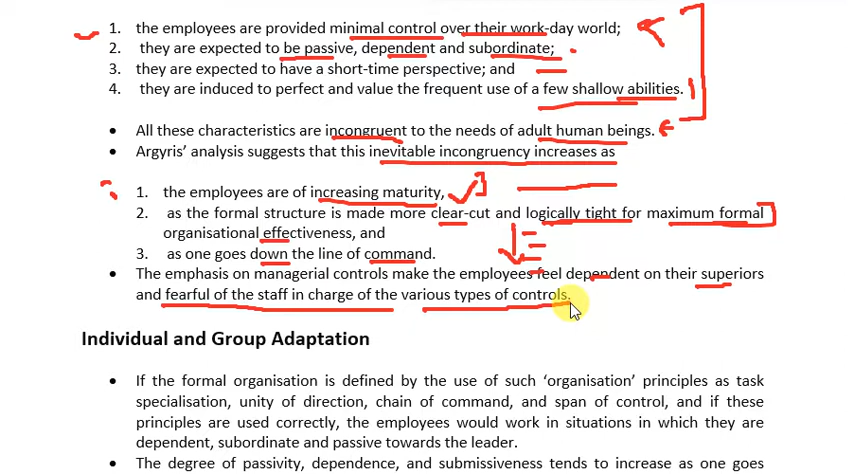 1. the employees are provided minimal control over their work-day world;
2. they are expected to be passive, dependent and subordinate;
3. they are expected to have a short-time perspective; and
4. they are induced to perfect and value the frequent use of a few shallow abilities.
• All these characteristics are incongruent to the needs of adult human beings.
• Argyris' analysis suggests that this inevitable incongruency increases as
1. the employees are of increasing maturity,
2. as the formal structure is made more clear-cut and logically tight for maximum formal
organisational effectiveness, and
3. as one goes down the line of command.
• The emphasis on managerial controls make the employees feel dependent on their superiors
and fearful of the staff in charge of the various types of controls.
Individual and Group Adaptation
• If the formal organisation is defined by the use of such 'organisation' principles as task
specialisation, unity of direction, chain of command, and span of control, and if these
principles are used correctly, the employees would work in situations in which they are
dependent, subordinate and passive towards the leader.
• The degree of passivity, dependence, and submissiveness tends to increase as one goes